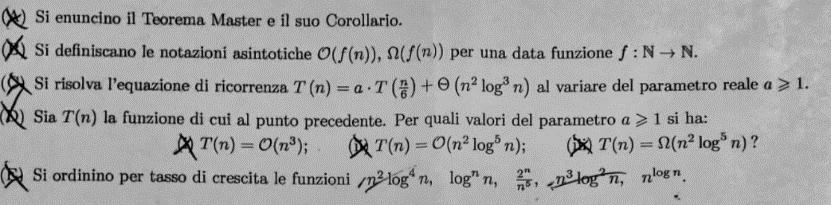 Si enuncino il Teorema Master e il suo Corollario.
Si definiscano le notazioni asintotiche 𝒪(f(n)), Ω(f(n)) per una data funzione f : ℕ → ℕ.
Si risolva l'equazione di ricorrenza T (n) = a · T (n/6) + Θ (n² log³ n) al variare del parametro reale a ⩾ 1.
Sia T(n) la funzione di cui al punto precedente. Per quali valori del parametro a ⩾ 1 si ha:
T(n) = 𝒪(n³); T(n) = 𝒪(n² log⁵ n); T(n) = Ω(n² log⁵ n) ?
Si ordinino per tasso di crescita le funzioni n² log⁴ n, logⁿ n, 2ⁿ/n⁵, n³ log² n, n^{log n}.